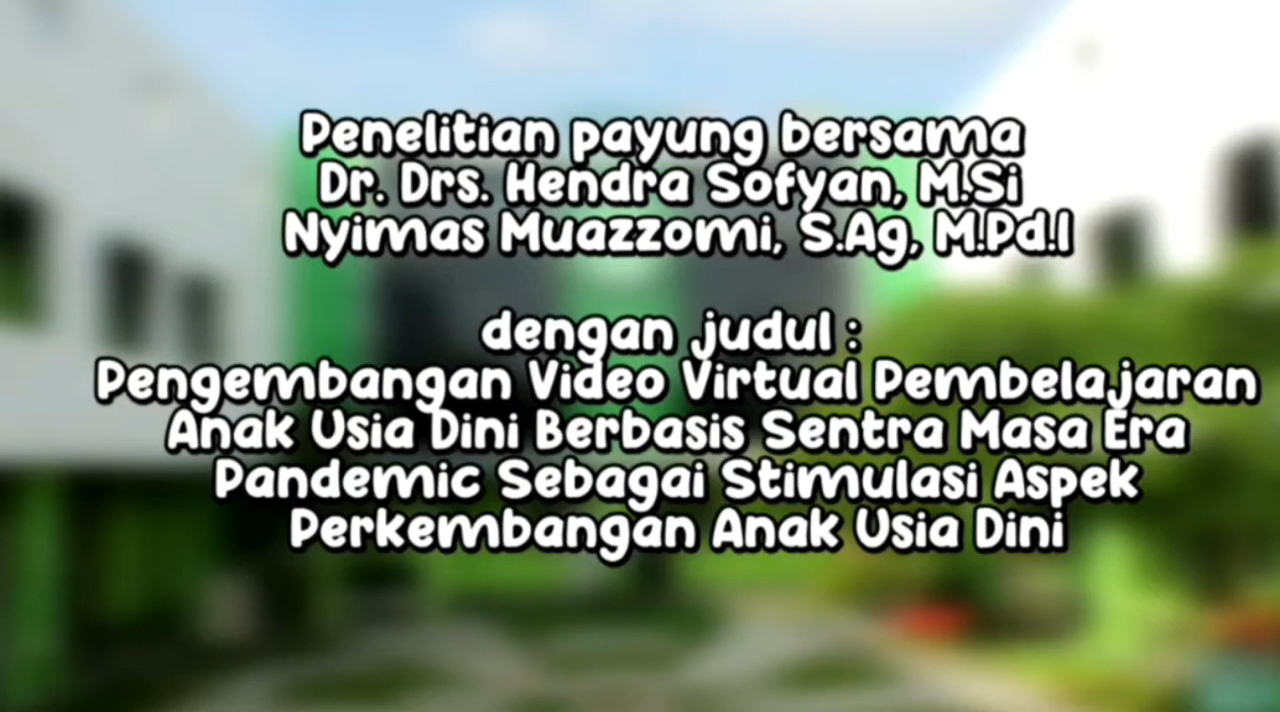 Penelitian payung bersama
Dr. Drs. Hendra Sofyan, M.Si
Nyimas Muazzomi, S.Ag, M.Pd.I
dengan judul :
Pengembangan Video Virtual Pembelajaran
Anak Usia Dini Berbasis Sentra Masa Era
Pandemic Sebagai Stimulasi Aspek
Perkembangan Anak Usia Dini